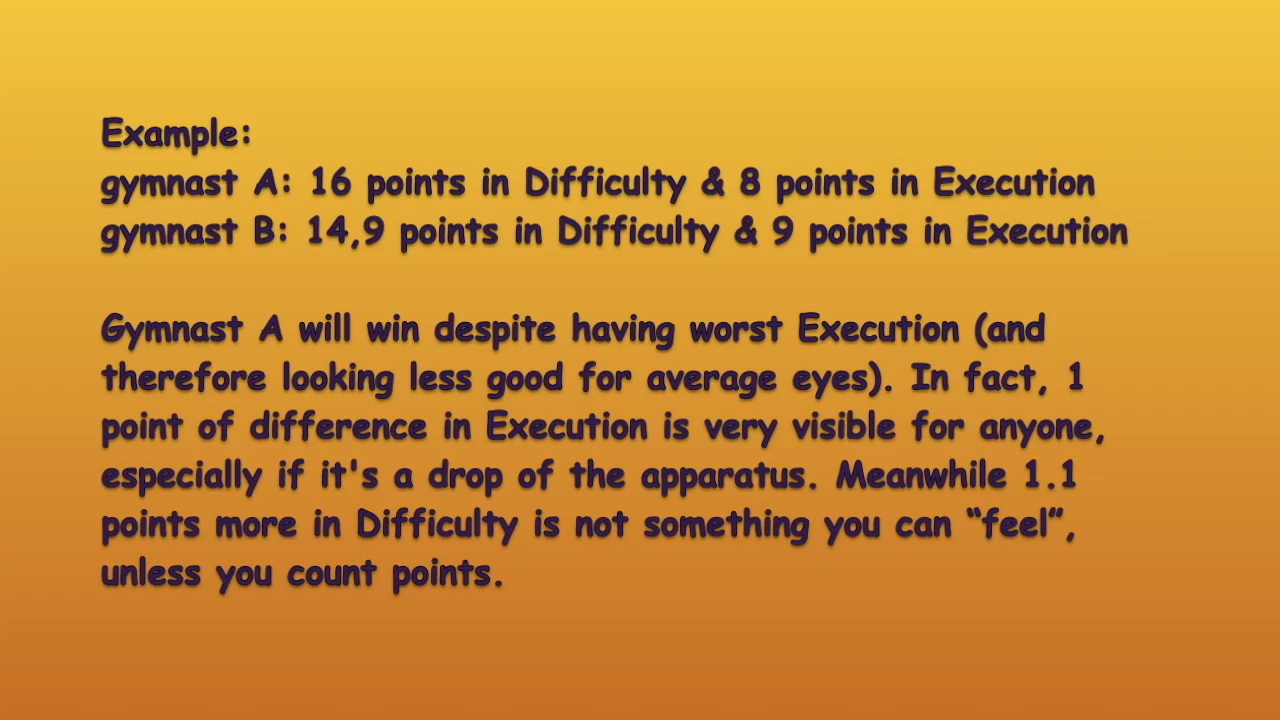 Example:
gymnast A: 16 points in Difficulty & 8 points in Execution
gymnast B: 14,9 points in Difficulty & 9 points in Execution
Gymnast A will win despite having worst Execution (and
therefore looking less good for average eyes). In fact, 1
point of difference in Execution is very visible for anyone,
especially if it's a drop of the apparatus. Meanwhile 1.1
points more in Difficulty is not something you can “feel”,
unless you count points.